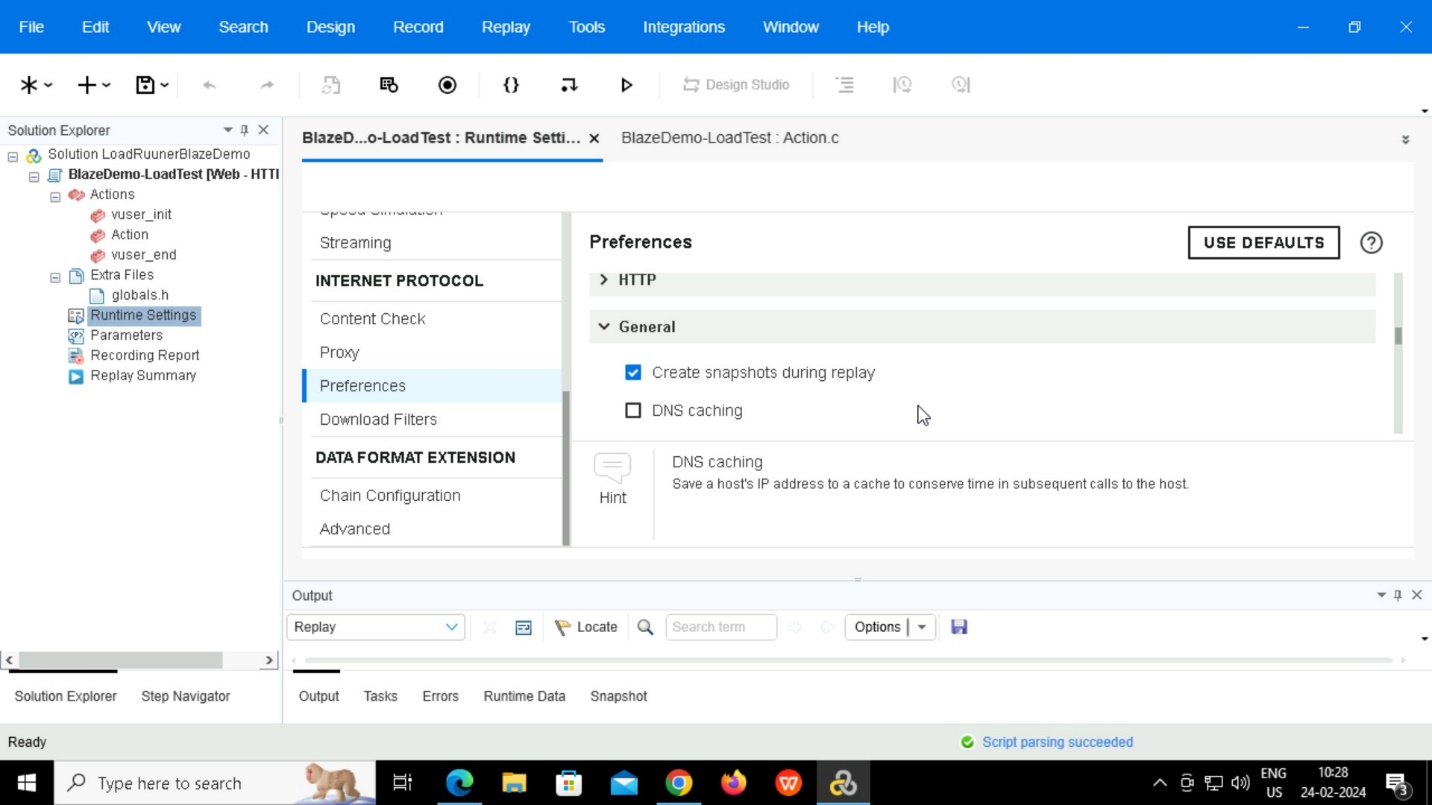 File Edit View Search Design Record Replay Tools Integrations Window Help
Design Studio
Solution Explorer
Solution LoadRuunerBlazeDemo
BlazeDemo-LoadTest [Web - HTTI
Actions
vuser_init
Action
vuser_end
Extra Files
globals.h
Runtime Settings
Parameters
Recording Report
Replay Summary
Solution Explorer Step Navigator
BlazeD...o-LoadTest : Runtime Setti... BlazeDemo-LoadTest : Action.c
Speed Simulation
Streaming
INTERNET PROTOCOL
Content Check
Proxy
Preferences
Download Filters
DATA FORMAT EXTENSION
Chain Configuration
Advanced
Preferences
USE DEFAULTS
HTTP
General
Create snapshots during replay
DNS caching
Hint
DNS caching
Save a host's IP address to a cache to conserve time in subsequent calls to the host.
Output
Replay Locate Search term Options
Output Tasks Errors Runtime Data Snapshot
Ready Script parsing succeeded
Type here to search
ENG
US
10:28
24-02-2024
3